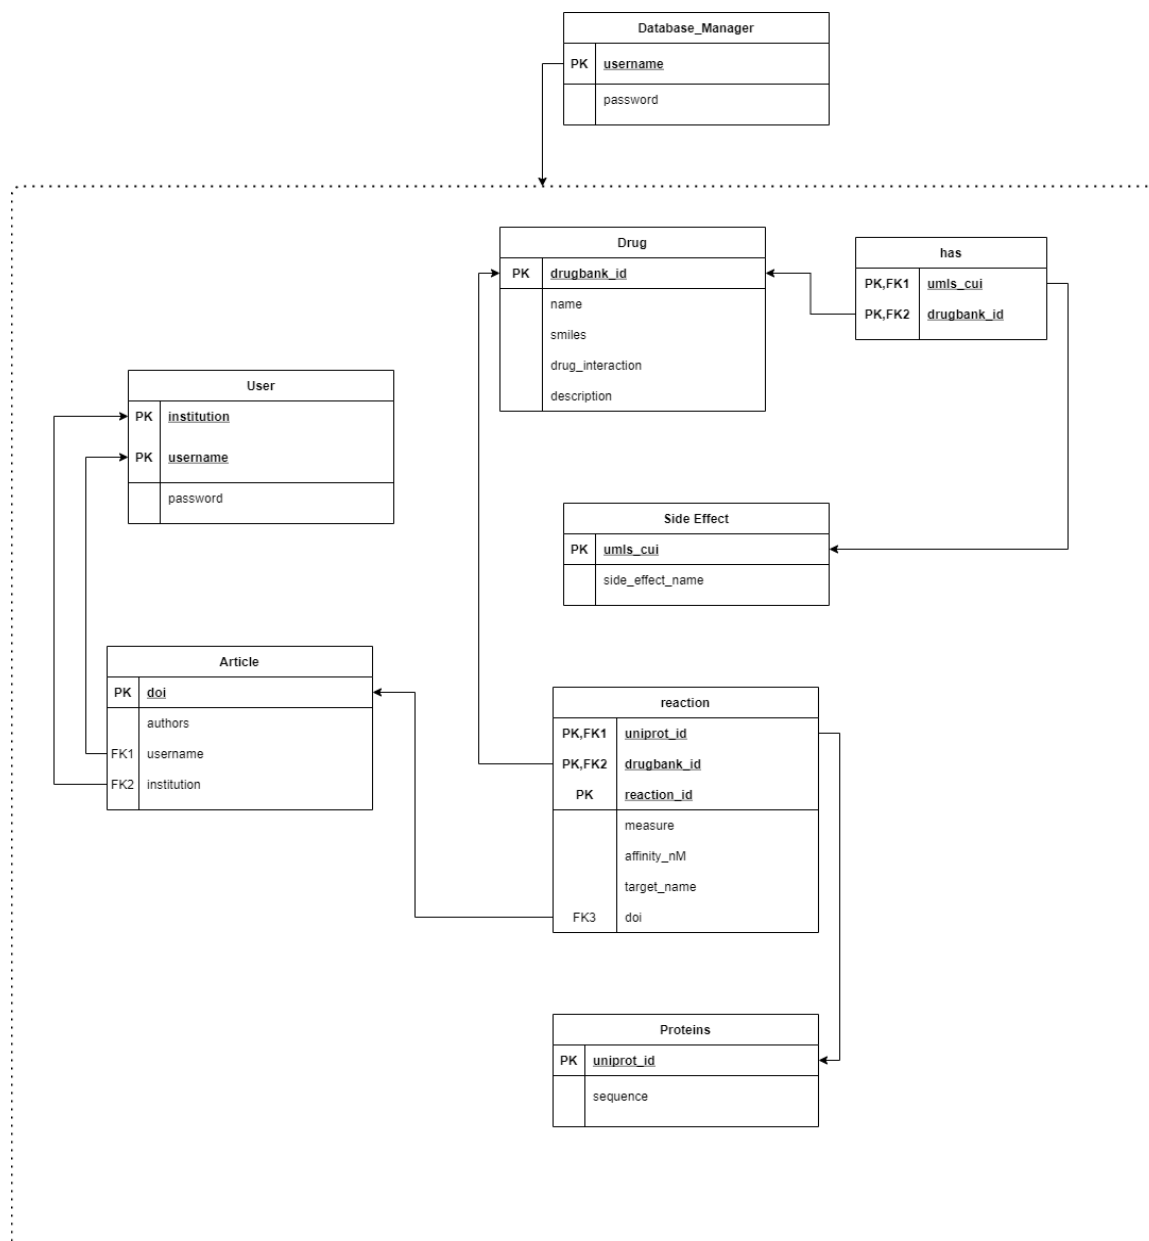 Database_Manager
PK username
password
Drug
PK drugbank_id
name
smiles
drug_interaction
description
has
PK,FK1 umls_cui
PK,FK2 drugbank_id
User
PK institution
PK username
password
Side Effect
PK umls_cui
side_effect_name
Article
PK doi
authors
FK1 username
FK2 institution
reaction
PK,FK1 uniprot_id
PK,FK2 drugbank_id
PK reaction_id
measure
affinity_nM
target_name
FK3 doi
Proteins
PK uniprot_id
sequence